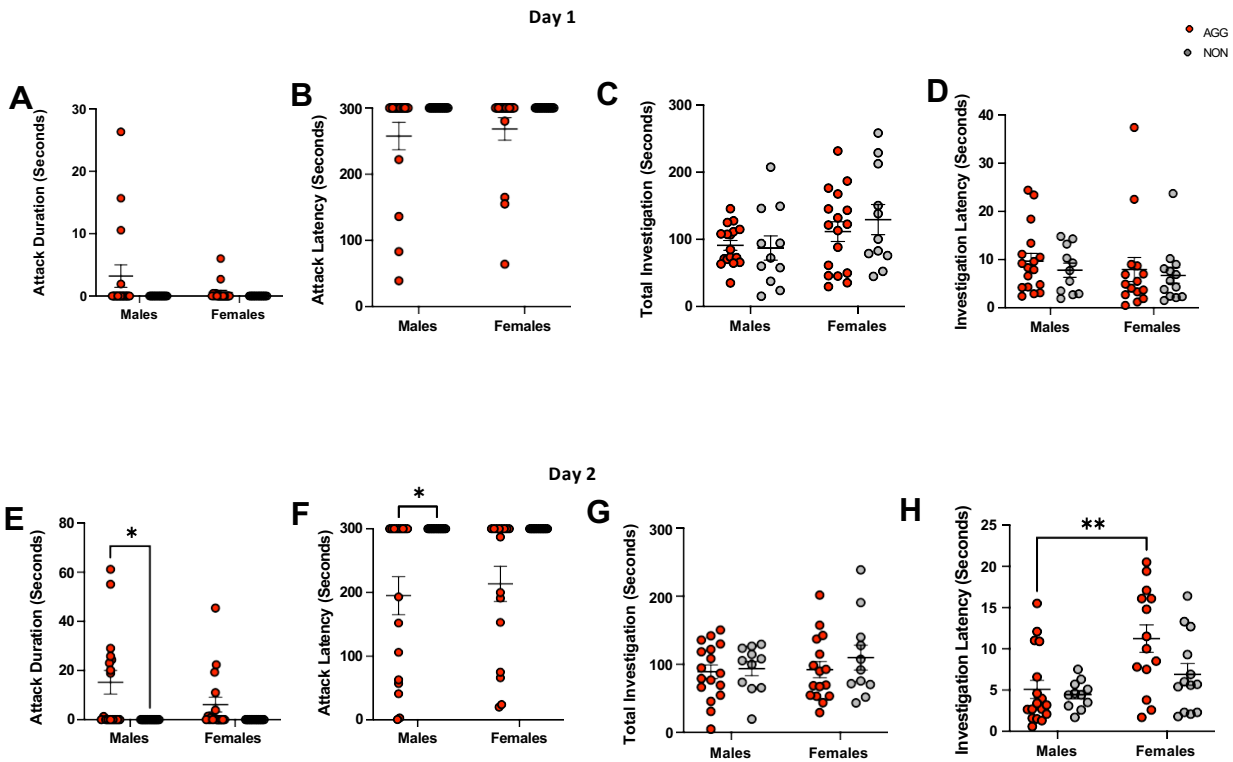 Day 1
AGG
NON
A
Attack Duration (Seconds)
30
20
10
0
Males
Females
B
Attack Latency (Seconds)
300
200
100
0
Males
Females
C
Total Investigation (Seconds)
300
200
100
0
Males
Females
D
Investigation Latency (Seconds)
40
30
20
10
0
Males
Females
Day 2
E
Attack Duration (Seconds)
80
60
40
20
0
*
Males
Females
F
Attack Latency (Seconds)
300
200
100
0
*
Males
Females
G
Total Investigation (Seconds)
300
200
100
0
Males
Females
H
Investigation Latency (Seconds)
25
20
15
10
5
0
**
Males
Females